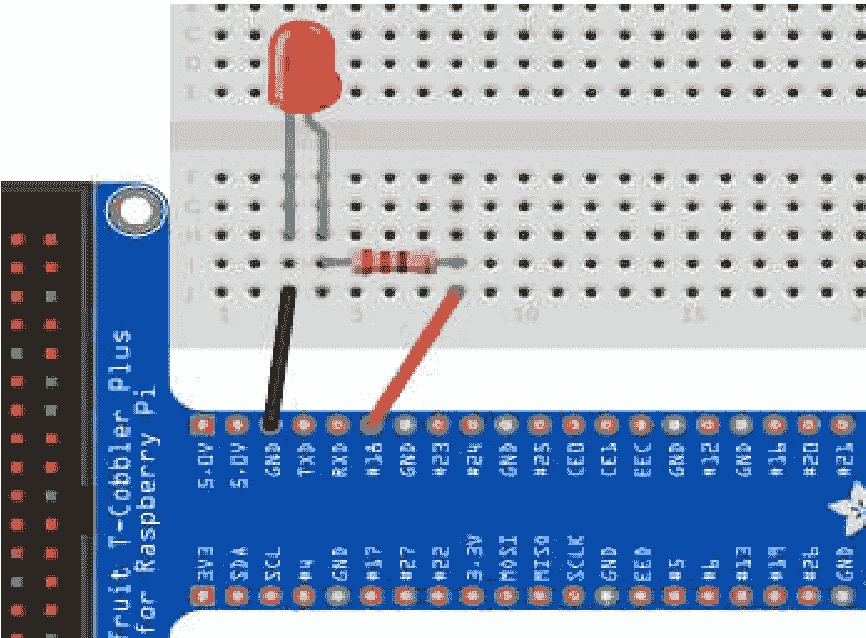 C
D
F
G
H
I
J
5
10
15
20
fruit T-Cobbler Plus
for Raspberry Pi
5.0V 5.0V GND TXD RXD #18 GND #23 #24 GND #25 CE0 CE1 EEC GND #12 GND #16 #20 #21
3V3 SDA SCL #4 GND #17 #27 #22 3.3V MOSI MISO SCLK GND EED #5 #6 #13 #19 #26 GND